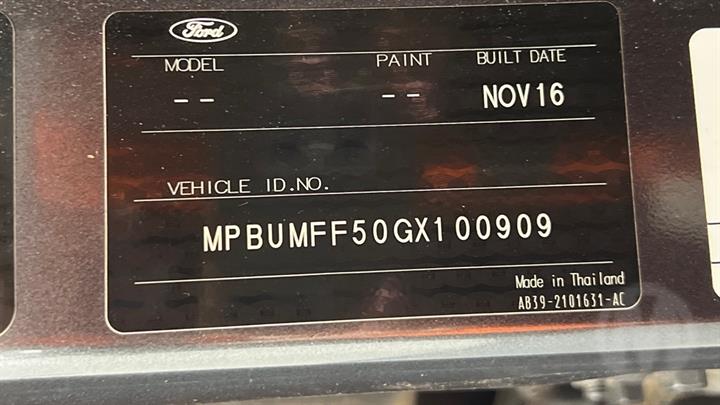 Ford
MODEL PAINT BUILT DATE
-- -- NOV16
VEHICLE ID.NO.
MPBUMFF50GX100909
Made in Thailand
AB39-2101631-AC